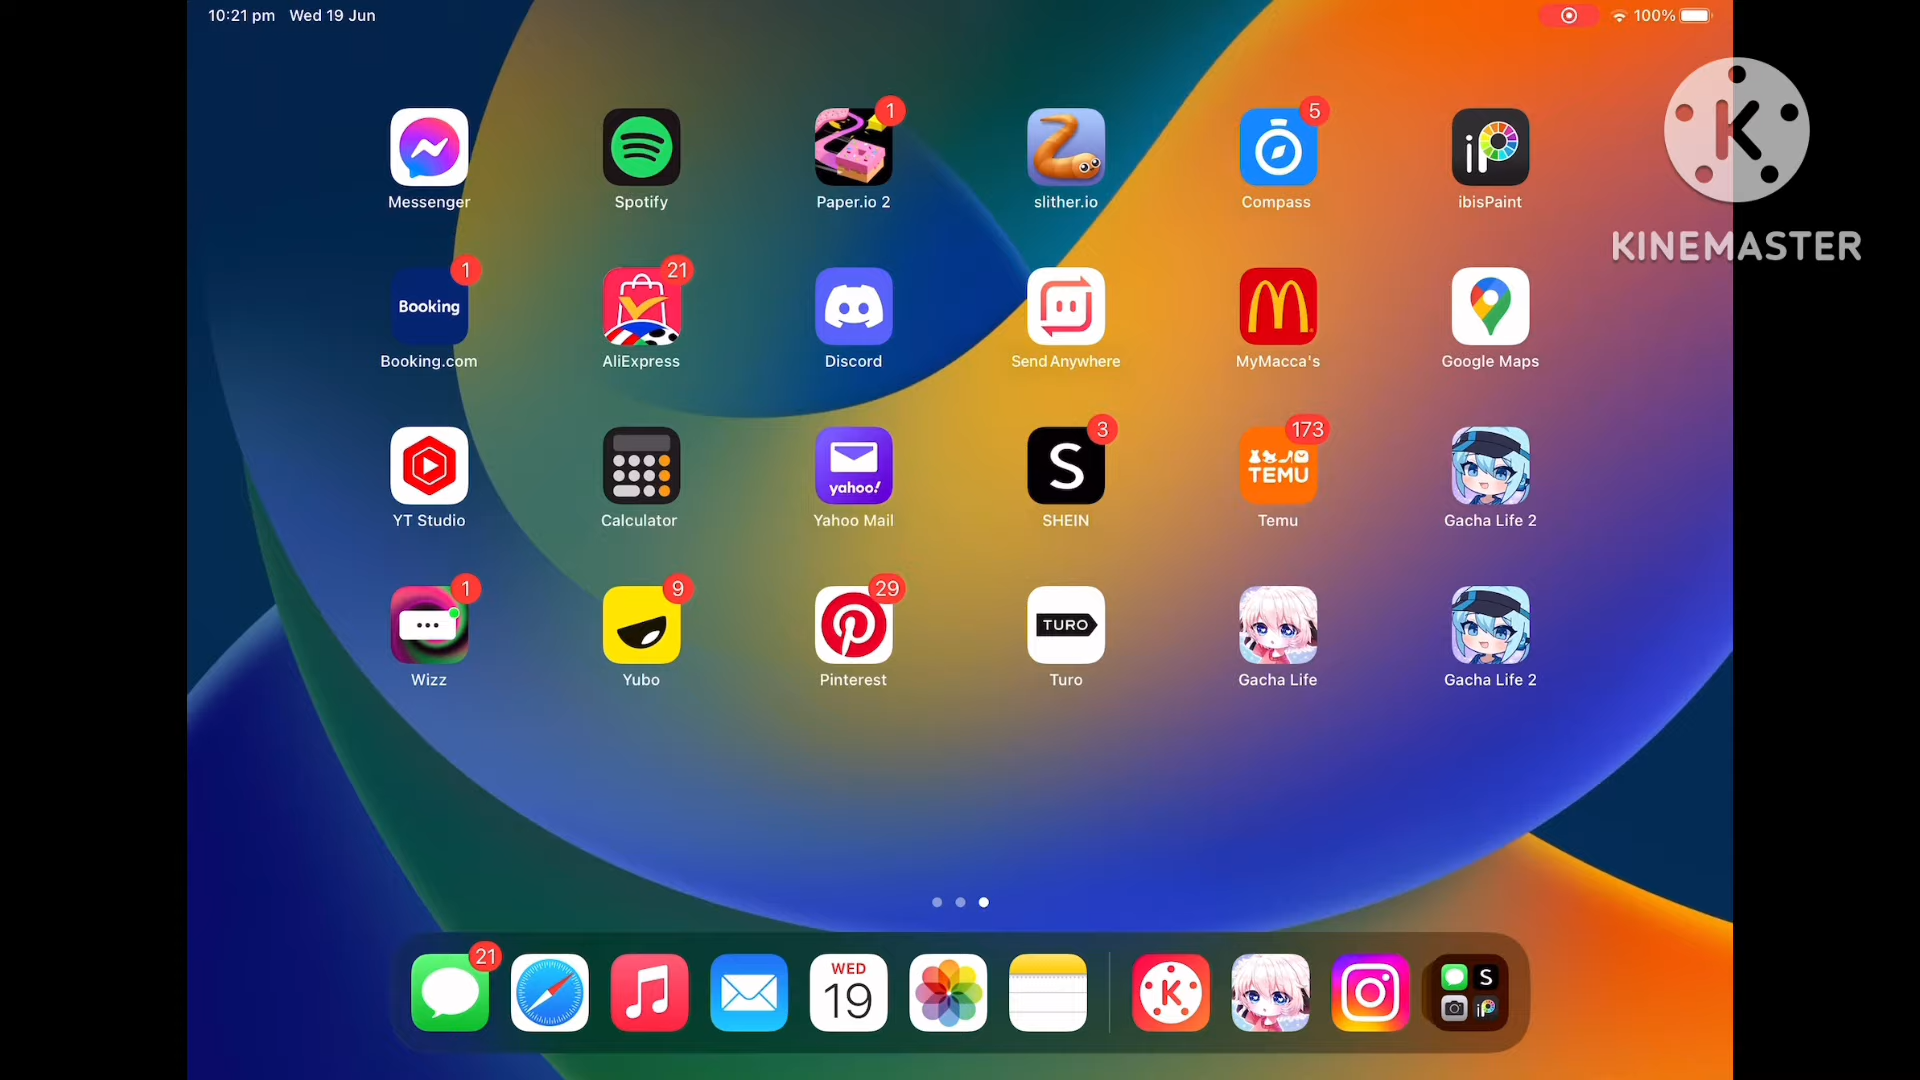 10:21 pm Wed 19 Jun
100%
K
KINEMASTER
1
5
iP
Messenger
Spotify
Paper.io 2
slither.io
Compass
ibisPaint
1
21
Booking
Booking.com
AliExpress
Discord
Send Anywhere
MyMacca's
Google Maps
3
173
yahoo!
S
TEMU
YT Studio
Calculator
Yahoo Mail
SHEIN
Temu
Gacha Life 2
1
9
29
TURO
Wizz
Yubo
Pinterest
Turo
Gacha Life
Gacha Life 2
21
WED
19
K
S
iP